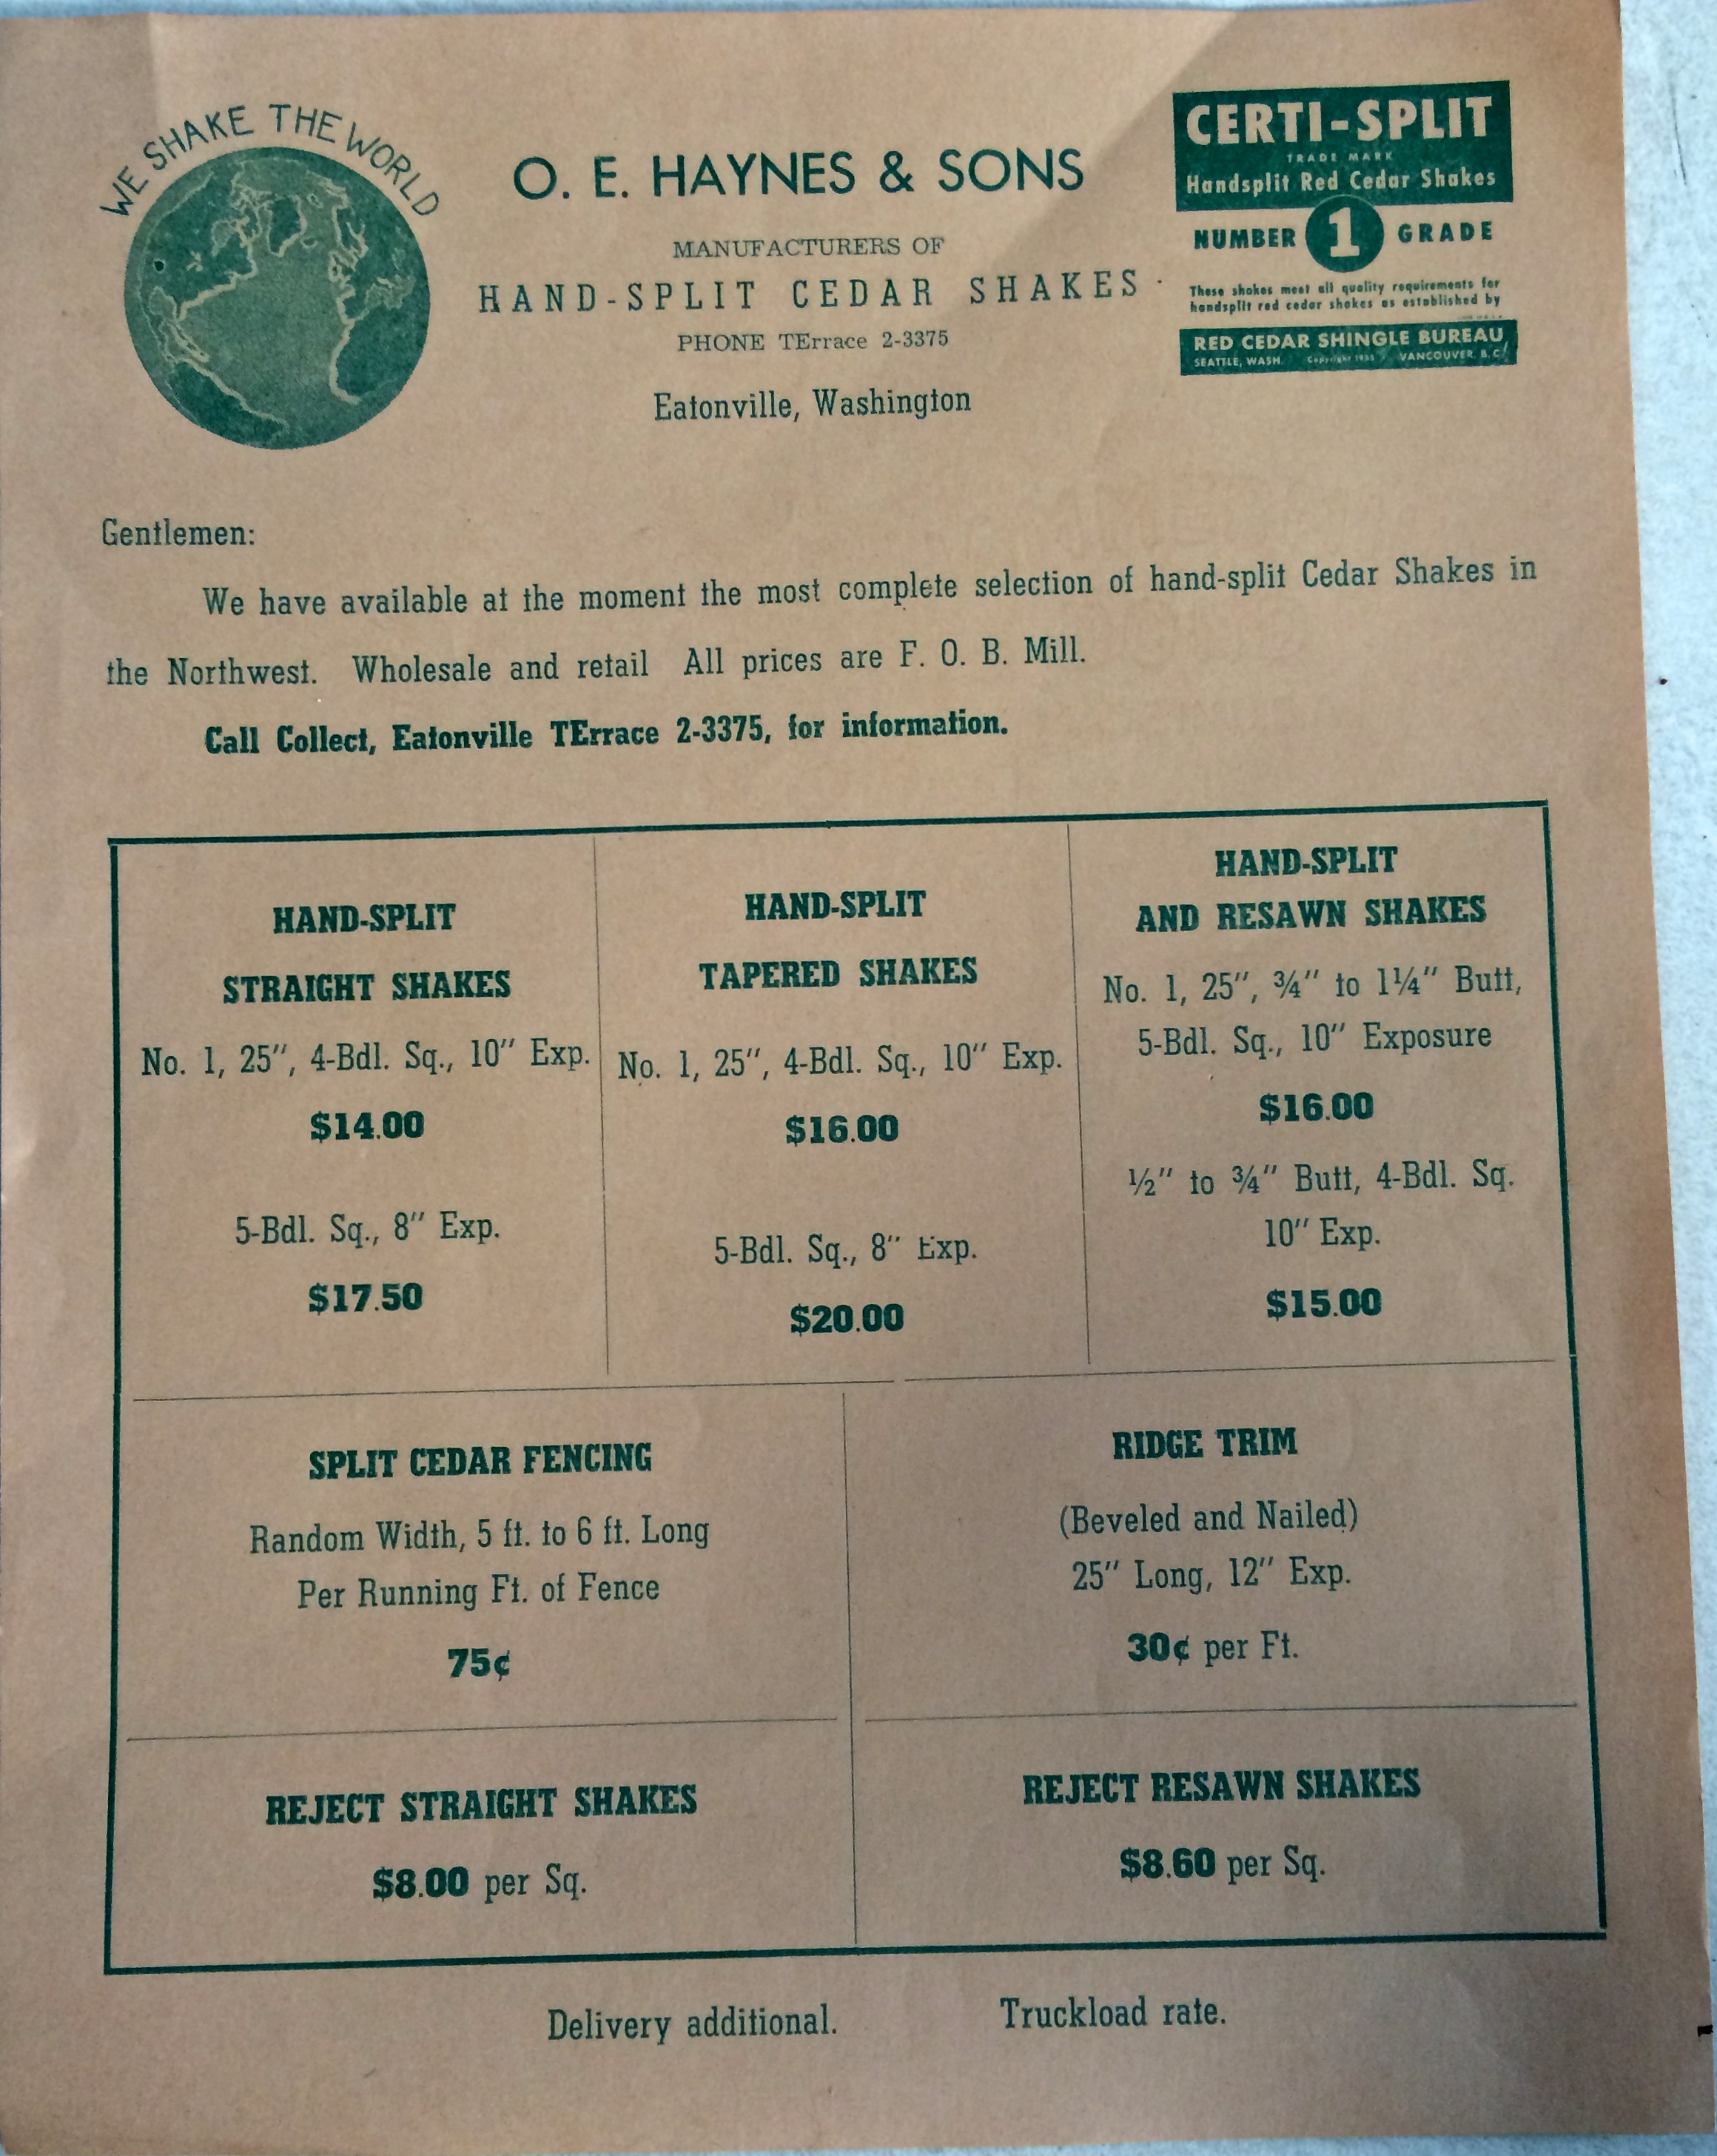 WE SHAKE THE WORLD
O. E. HAYNES & SONS
MANUFACTURERS OF
HAND-SPLIT CEDAR SHAKES
PHONE TErrace 2-3375
Eatonville, Washington
CERTI-SPLIT
TRADE MARK
Handsplit Red Cedar Shakes
NUMBER 1 GRADE
These shakes meet all quality requirements for
handsplit red cedar shakes as established by
RED CEDAR SHINGLE BUREAU
SEATTLE, WASH. Copyright 1955 VANCOUVER, B.C.
Gentlemen:
We have available at the moment the most complete selection of hand-split Cedar Shakes in
the Northwest. Wholesale and retail All prices are F. O. B. Mill.
Call Collect, Eatonville TErrace 2-3375, for information.
HAND-SPLIT
STRAIGHT SHAKES
No. 1, 25″, 4-Bdl. Sq., 10″ Exp.
$14.00
5-Bdl. Sq., 8″ Exp.
$17.50
HAND-SPLIT
TAPERED SHAKES
No. 1, 25″, 4-Bdl. Sq., 10″ Exp.
$16.00
5-Bdl. Sq., 8″ Exp.
$20.00
HAND-SPLIT
AND RESAWN SHAKES
No. 1, 25″, ¾″ to 1¼″ Butt,
5-Bdl. Sq., 10″ Exposure
$16.00
½″ to ¾″ Butt, 4-Bdl. Sq.
10″ Exp.
$15.00
SPLIT CEDAR FENCING
Random Width, 5 ft. to 6 ft. Long
Per Running Ft. of Fence
75¢
RIDGE TRIM
(Beveled and Nailed)
25″ Long, 12″ Exp.
30¢ per Ft.
REJECT STRAIGHT SHAKES
$8.00 per Sq.
REJECT RESAWN SHAKES
$8.60 per Sq.
Delivery additional. Truckload rate.